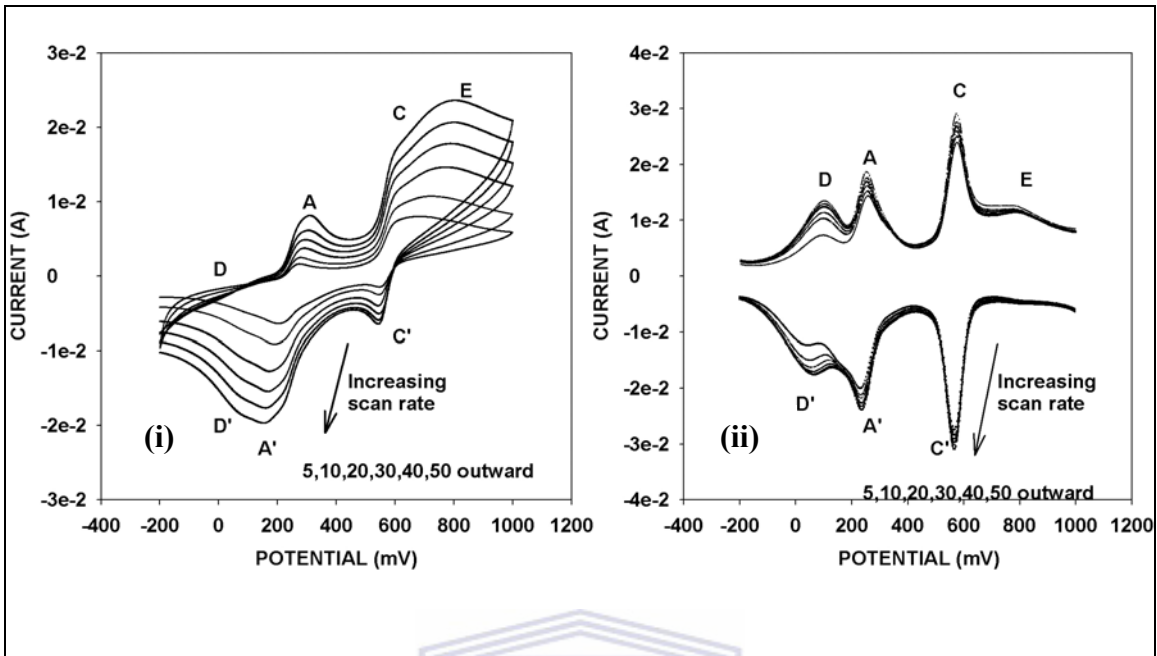 3e-2
2e-2
1e-2
0
-1e-2
-2e-2
-3e-2
CURRENT (A)
D
A
C
E
C'
D'
A'
Increasing
scan rate
(i)
5,10,20,30,40,50 outward
-400 -200 0 200 400 600 800 1000 1200
POTENTIAL (mV)
4e-2
3e-2
2e-2
1e-2
0
-1e-2
-2e-2
-3e-2
-4e-2
CURRENT (A)
D
A
C
E
D'
A'
C'
Increasing
scan rate
(ii)
5,10,20,30,40,50 outward
-400 -200 0 200 400 600 800 1000 1200
POTENTIAL (mV)